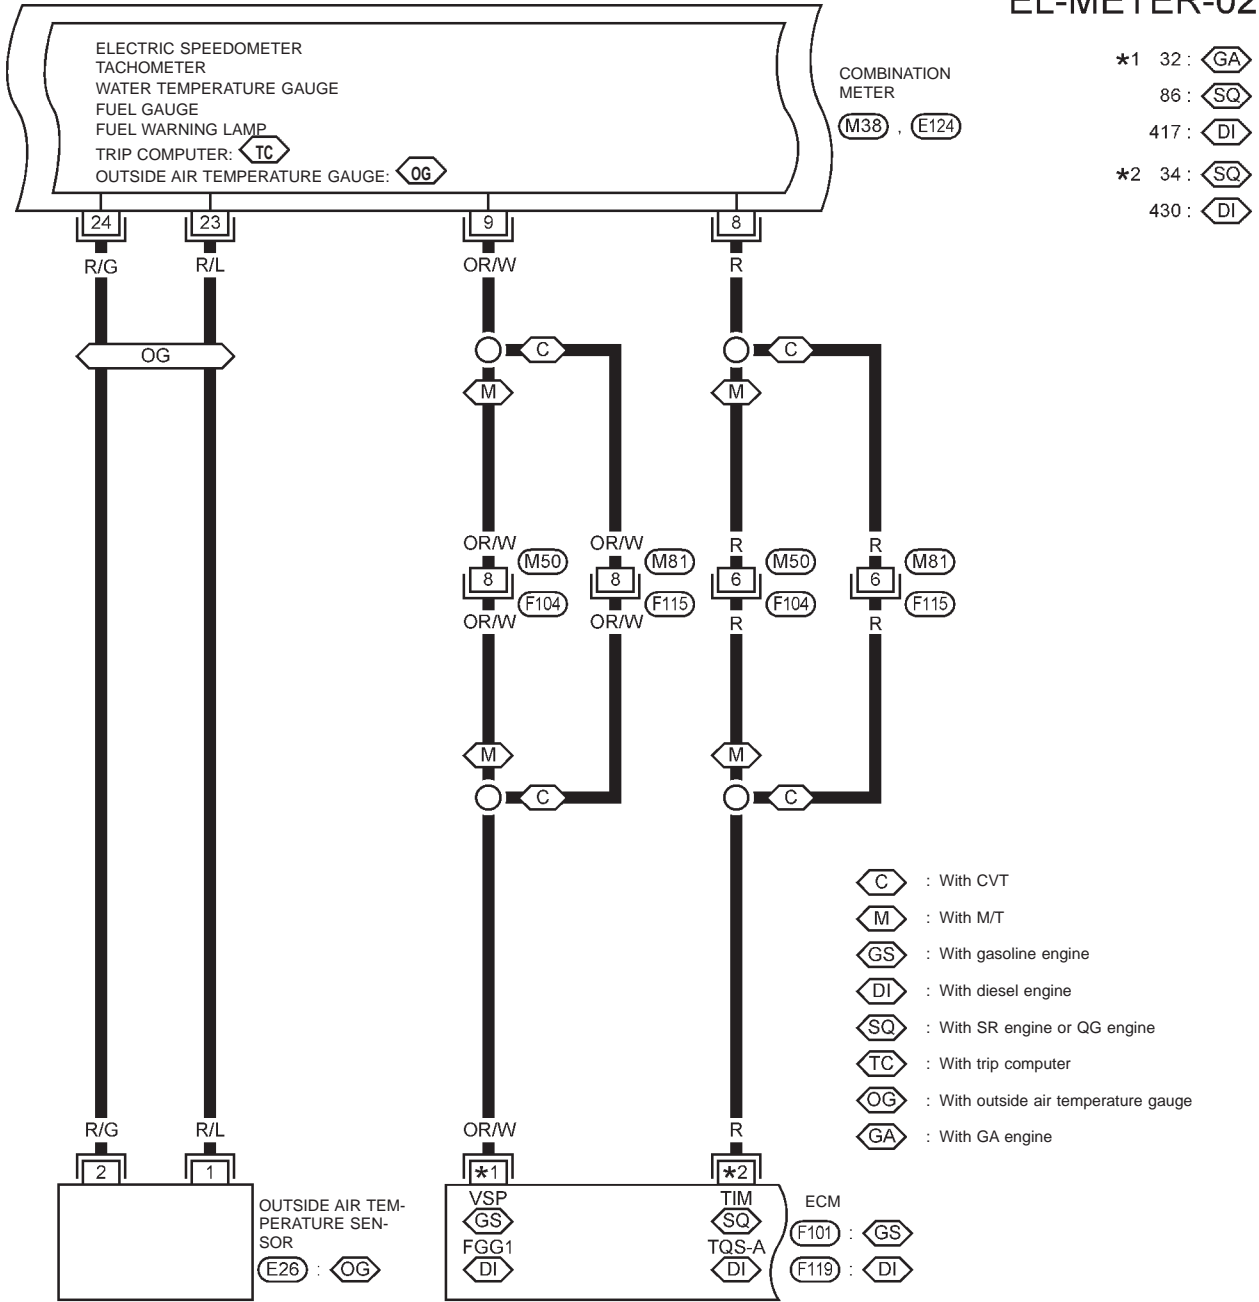 EL-METER-02
ELECTRIC SPEEDOMETER
TACHOMETER
WATER TEMPERATURE GAUGE
FUEL GAUGE
FUEL WARNING LAMP
TRIP COMPUTER: TC
OUTSIDE AIR TEMPERATURE GAUGE: OG
COMBINATION
METER
M38 , E124
★1 32 : GA
86 : SQ
417 : DI
★2 34 : SQ
430 : DI
24 23 9 8
R/G R/L OR/W R
OG
C C
M M
OR/W OR/W R R
M50 M81 M50 M81
8 8 6 6
F104 F115 F104 F115
OR/W OR/W R R
M M
C C
C : With CVT
M : With M/T
GS : With gasoline engine
DI : With diesel engine
SQ : With SR engine or QG engine
TC : With trip computer
OG : With outside air temperature gauge
GA : With GA engine
R/G R/L OR/W R
2 1 ★1 ★2
OUTSIDE AIR TEM-
PERATURE SEN-
SOR
E26 : OG
VSP TIM
GS SQ
FGG1 TQS-A
DI DI
ECM
F101 : GS
F119 : DI